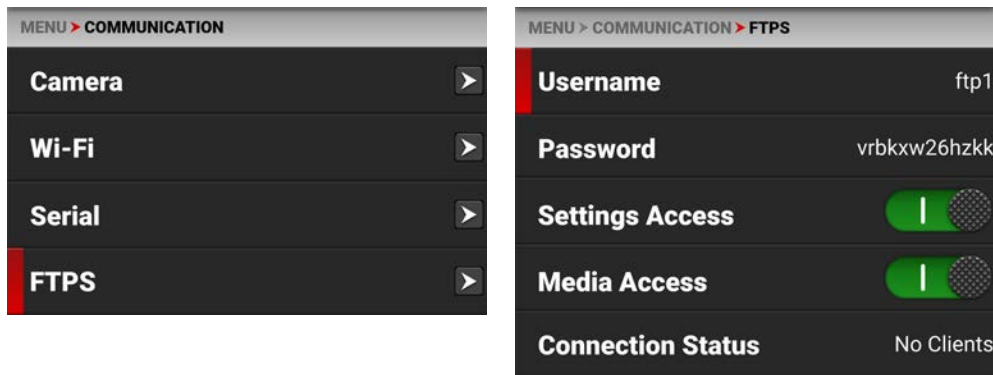 MENU > COMMUNICATION
Camera
Wi-Fi
Serial
FTPS
MENU > COMMUNICATION > FTPS
Username ftp1
Password vrbkxw26hzkk
Settings Access
Media Access
Connection Status No Clients